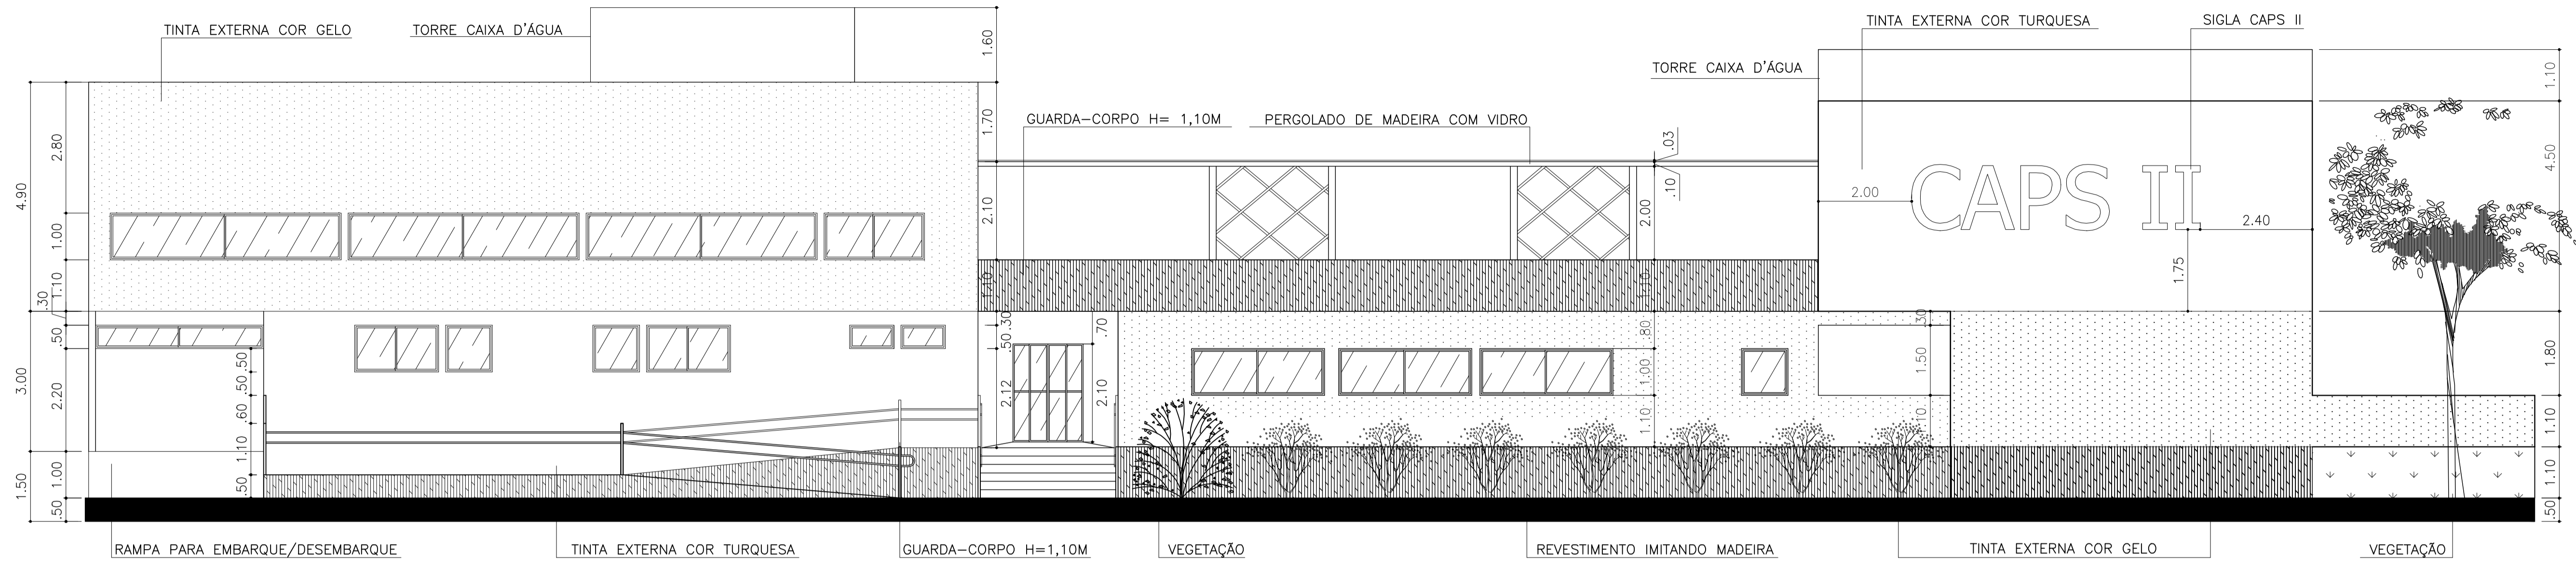 TINTA EXTERNA COR GELO
TORRE CAIXA D'ÁGUA
TINTA EXTERNA COR TURQUESA
SIGLA CAPS II
TORRE CAIXA D'ÁGUA
GUARDA-CORPO H= 1,10M
PERGOLADO DE MADEIRA COM VIDRO
CAPS II
4.90
3.00
1.50
2.80
1.00
1.10
.30
.50
2.20
1.00
.50
.50
.50
.60
1.10
.50
1.60
1.70
2.10
1.10
.30
.50
2.12
.70
2.10
.03
.10
2.00
1.10
.80
1.00
1.10
2.00
2.40
1.75
.30
1.50
1.10
1.10
4.50
1.80
1.10
1.10
.50
RAMPA PARA EMBARQUE/DESEMBARQUE
TINTA EXTERNA COR TURQUESA
GUARDA-CORPO H=1,10M
VEGETAÇÃO
REVESTIMENTO IMITANDO MADEIRA
TINTA EXTERNA COR GELO
VEGETAÇÃO